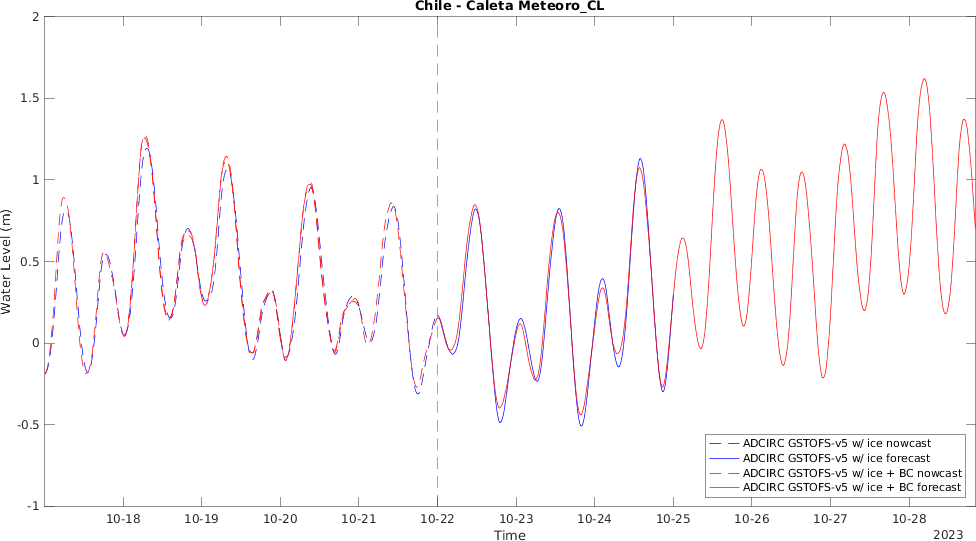 Chile - Caleta Meteoro_CL
2
1.5
1
0.5
0
-0.5
-1
Water Level (m)
10-18 10-19 10-20 10-21 10-22 10-23 10-24 10-25 10-26 10-27 10-28
Time
2023
ADCIRC GSTOFS-v5 w/ ice nowcast
ADCIRC GSTOFS-v5 w/ ice forecast
ADCIRC GSTOFS-v5 w/ ice + BC nowcast
ADCIRC GSTOFS-v5 w/ ice + BC forecast